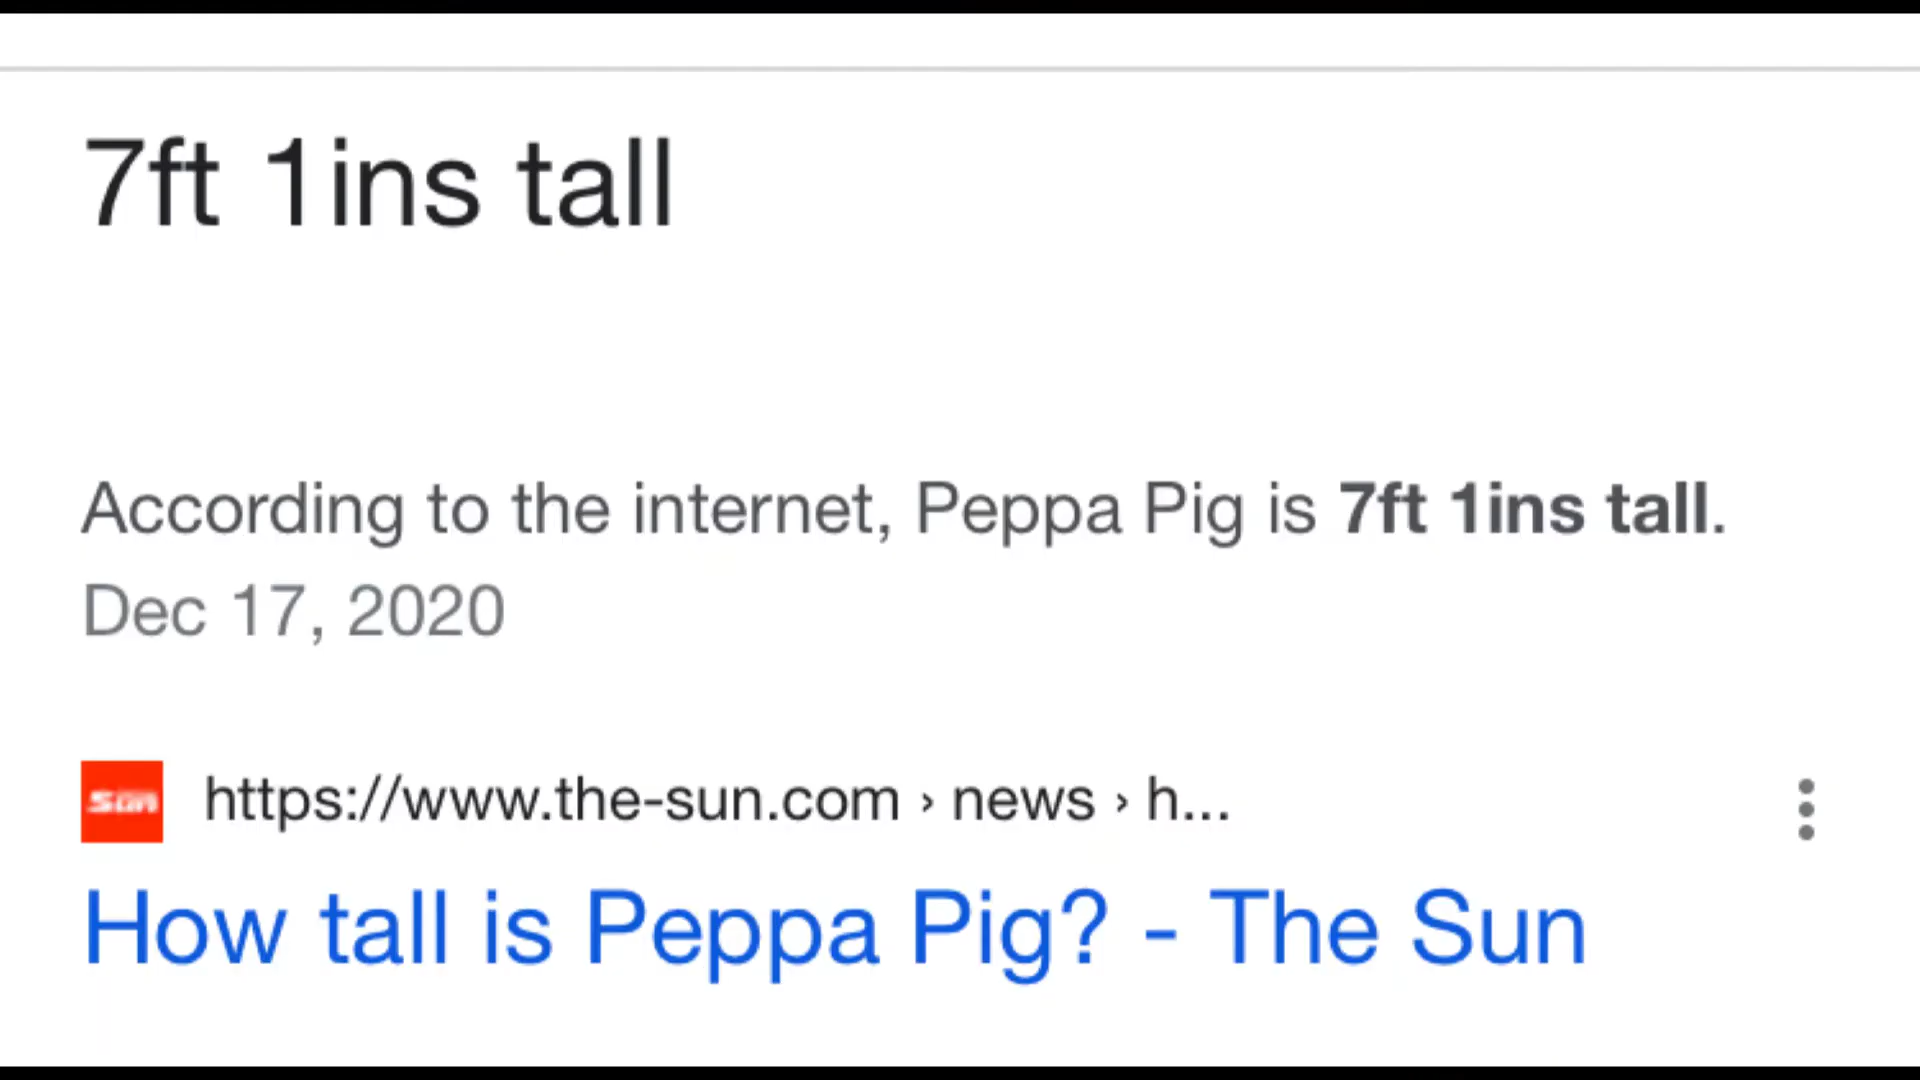 7ft 1ins tall
According to the internet, Peppa Pig is 7ft 1ins tall.
Dec 17, 2020
Sun https://www.the-sun.com › news › h...
How tall is Peppa Pig? - The Sun